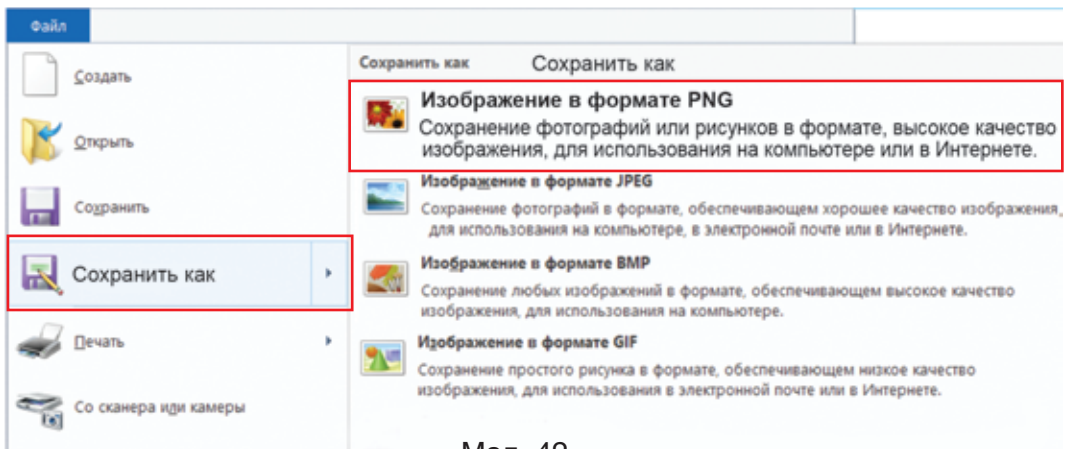 Файл
Создать
Открыть
Сохранить
Сохранить как
Печать
Со сканера или камеры
Сохранить как Сохранить как
Изображение в формате PNG
Сохранение фотографий или рисунков в формате, высокое качество
изображения, для использования на компьютере или в Интернете.
Изображение в формате JPEG
Сохранение фотографий в формате, обеспечивающем хорошее качество изображения,
для использования на компьютере, в электронной почте или в Интернете.
Изображение в формате BMP
Сохранение любых изображений в формате, обеспечивающем высокое качество
изображения, для использования на компьютере.
Изображение в формате GIF
Сохранение простого рисунка в формате, обеспечивающем низкое качество
изображения, для использования в электронной почте или в Интернете.